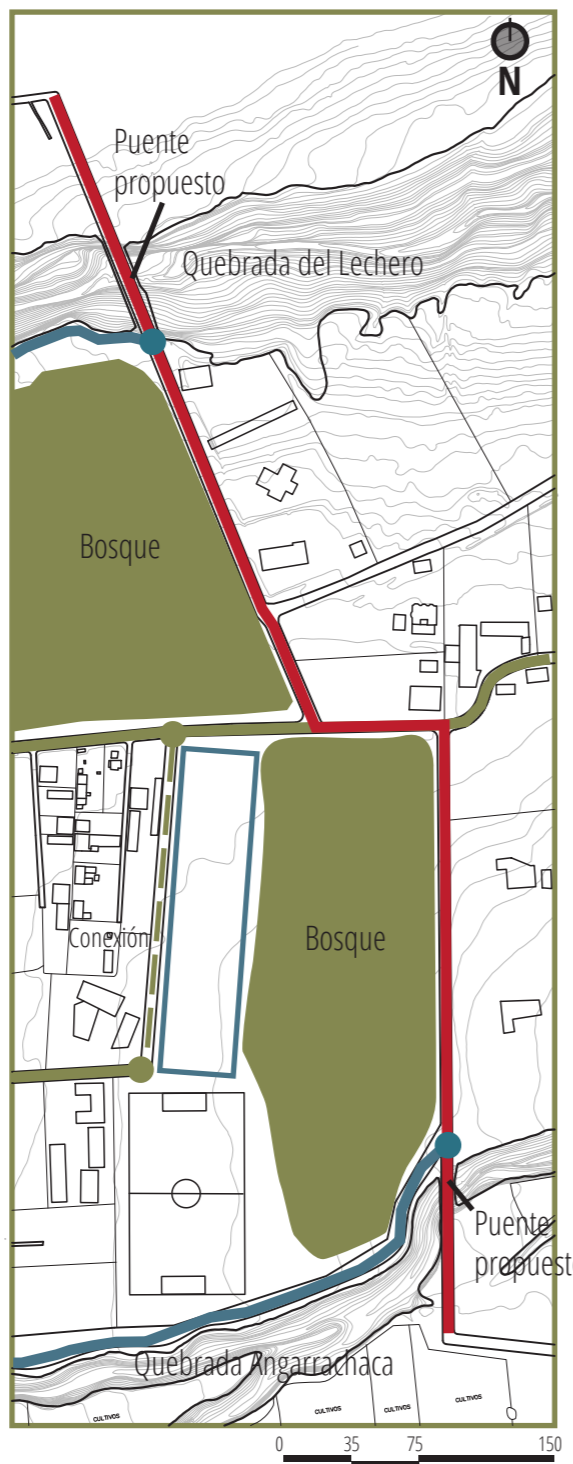 N
Puente
propuesto
Quebrada del Lechero
Bosque
Conexión
Bosque
Puente
propuest
Quebrada Angarrachaca
CULTIVOS
CULTIVOS
CULTIVOS
CULTIVOS
0 35 75 150